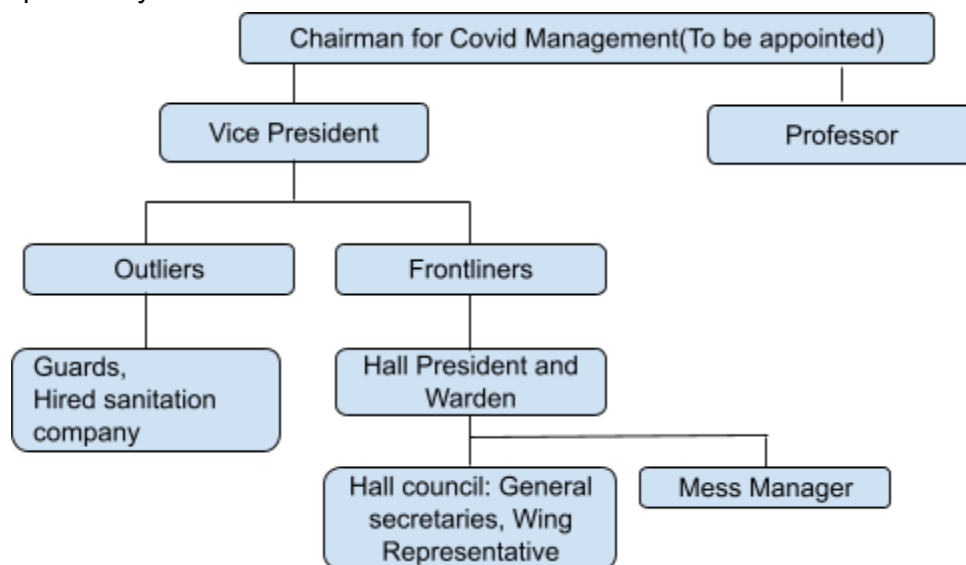 Chairman for Covid Management(To be appointed)
Vice President
Professor
Outliers
Frontliners
Guards,
Hired sanitation
company
Hall President and
Warden
Hall council: General
secretaries, Wing
Representative
Mess Manager